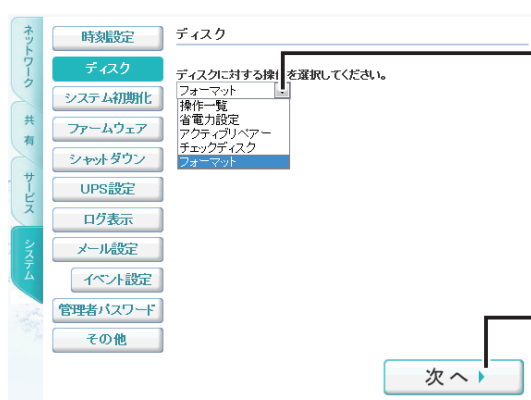 ネットワーク
共有
サービス
システム
時刻設定
ディスク
システム初期化
ファームウェア
シャットダウン
UPS設定
ログ表示
メール設定
イベント設定
管理者パスワード
その他
ディスク
ディスクに対する操作を選択してください。
フォーマット
操作一覧
省電力設定
アクティブリペアー
チェックディスク
フォーマット
次へ